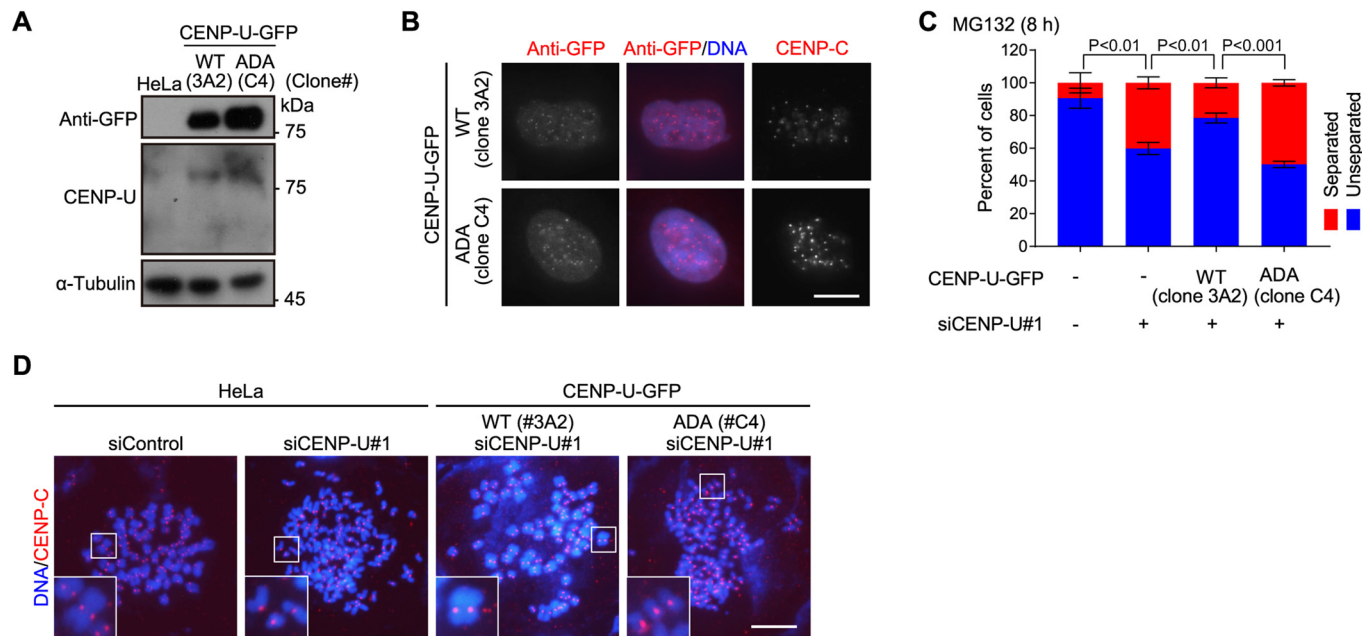 A
CENP-U-GFP
WT ADA
HeLa (3A2) (C4) (Clone#)
kDa
Anti-GFP
75
CENP-U
75
α-Tubulin
45
B
Anti-GFP Anti-GFP/DNA CENP-C
CENP-U-GFP
WT
(clone 3A2)
ADA
(clone C4)
C
MG132 (8 h)
P<0.01 P<0.01 P<0.001
Percent of cells
120
100
80
60
40
20
0
Separated
Unseparated
CENP-U-GFP - - WT ADA
(clone 3A2) (clone C4)
siCENP-U#1 - + + +
D
HeLa CENP-U-GFP
WT (#3A2) ADA (#C4)
siControl siCENP-U#1 siCENP-U#1 siCENP-U#1
DNA/CENP-C